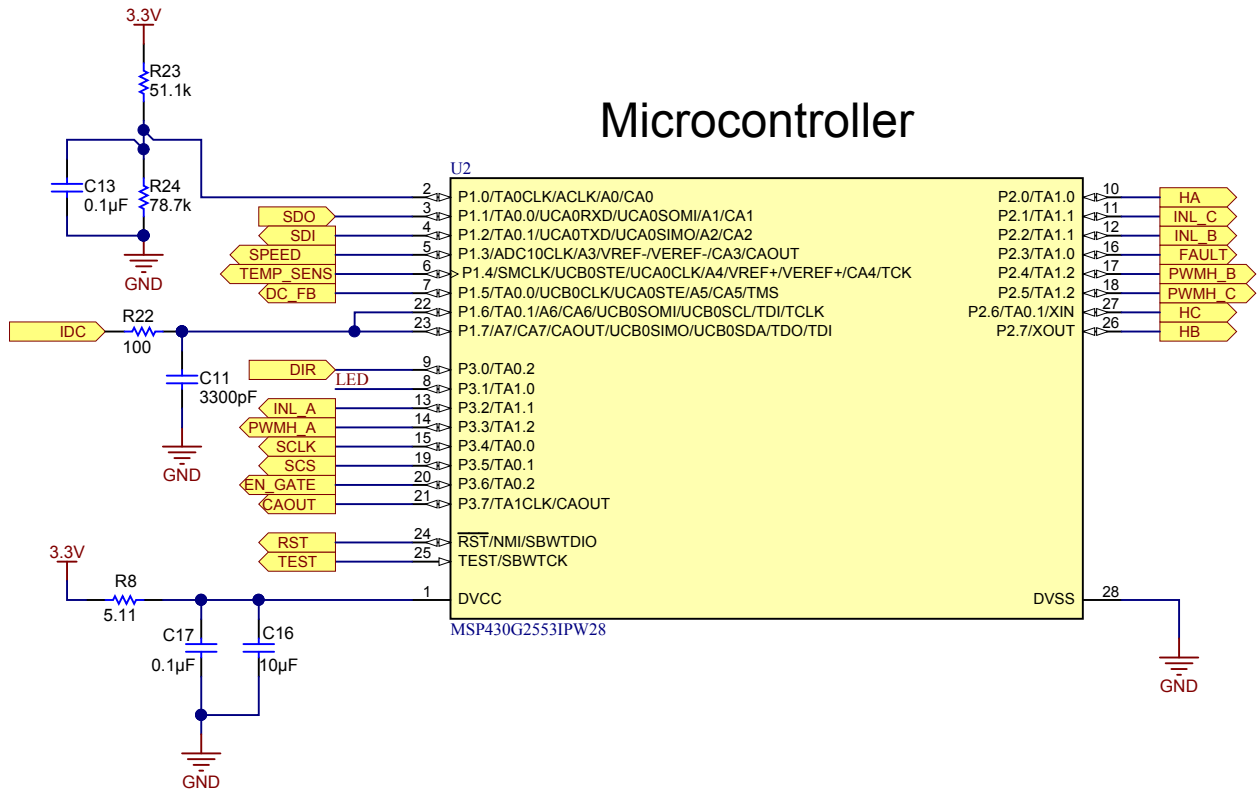 3.3V
R23
51.1k
Microcontroller
U2
C13
0.1µF
R24
78.7k
GND
2 P1.0/TA0CLK/ACLK/A0/CA0
SDO 3 P1.1/TA0.0/UCA0RXD/UCA0SOMI/A1/CA1
SDI 4 P1.2/TA0.1/UCA0TXD/UCA0SIMO/A2/CA2
SPEED 5 P1.3/ADC10CLK/A3/VREF-/VEREF-/CA3/CAOUT
TEMP_SENS 6 P1.4/SMCLK/UCB0STE/UCA0CLK/A4/VREF+/VEREF+/CA4/TCK
DC_FB 7 P1.5/TA0.0/UCB0CLK/UCA0STE/A5/CA5/TMS
22 P1.6/TA0.1/A6/CA6/UCB0SOMI/UCB0SCL/TDI/TCLK
23 P1.7/A7/CA7/CAOUT/UCB0SIMO/UCB0SDA/TDO/TDI
P2.0/TA1.0 10 HA
P2.1/TA1.1 11 INL_C
P2.2/TA1.1 12 INL_B
P2.3/TA1.0 16 FAULT
P2.4/TA1.2 17 PWMH_B
P2.5/TA1.2 18 PWMH_C
P2.6/TA0.1/XIN 27 HC
P2.7/XOUT 26 HB
IDC
R22
100
C11
3300pF
GND
DIR 9 P3.0/TA0.2
LED 8 P3.1/TA1.0
INL_A 13 P3.2/TA1.1
PWMH_A 14 P3.3/TA1.2
SCLK 15 P3.4/TA0.0
SCS 19 P3.5/TA0.1
EN_GATE 20 P3.6/TA0.2
CAOUT 21 P3.7/TA1CLK/CAOUT
RST 24 RST/NMI/SBWTDIO
TEST 25 TEST/SBWTCK
3.3V
R8
5.11
1 DVCC
DVSS 28
MSP430G2553IPW28
C17
0.1µF
C16
10µF
GND
GND